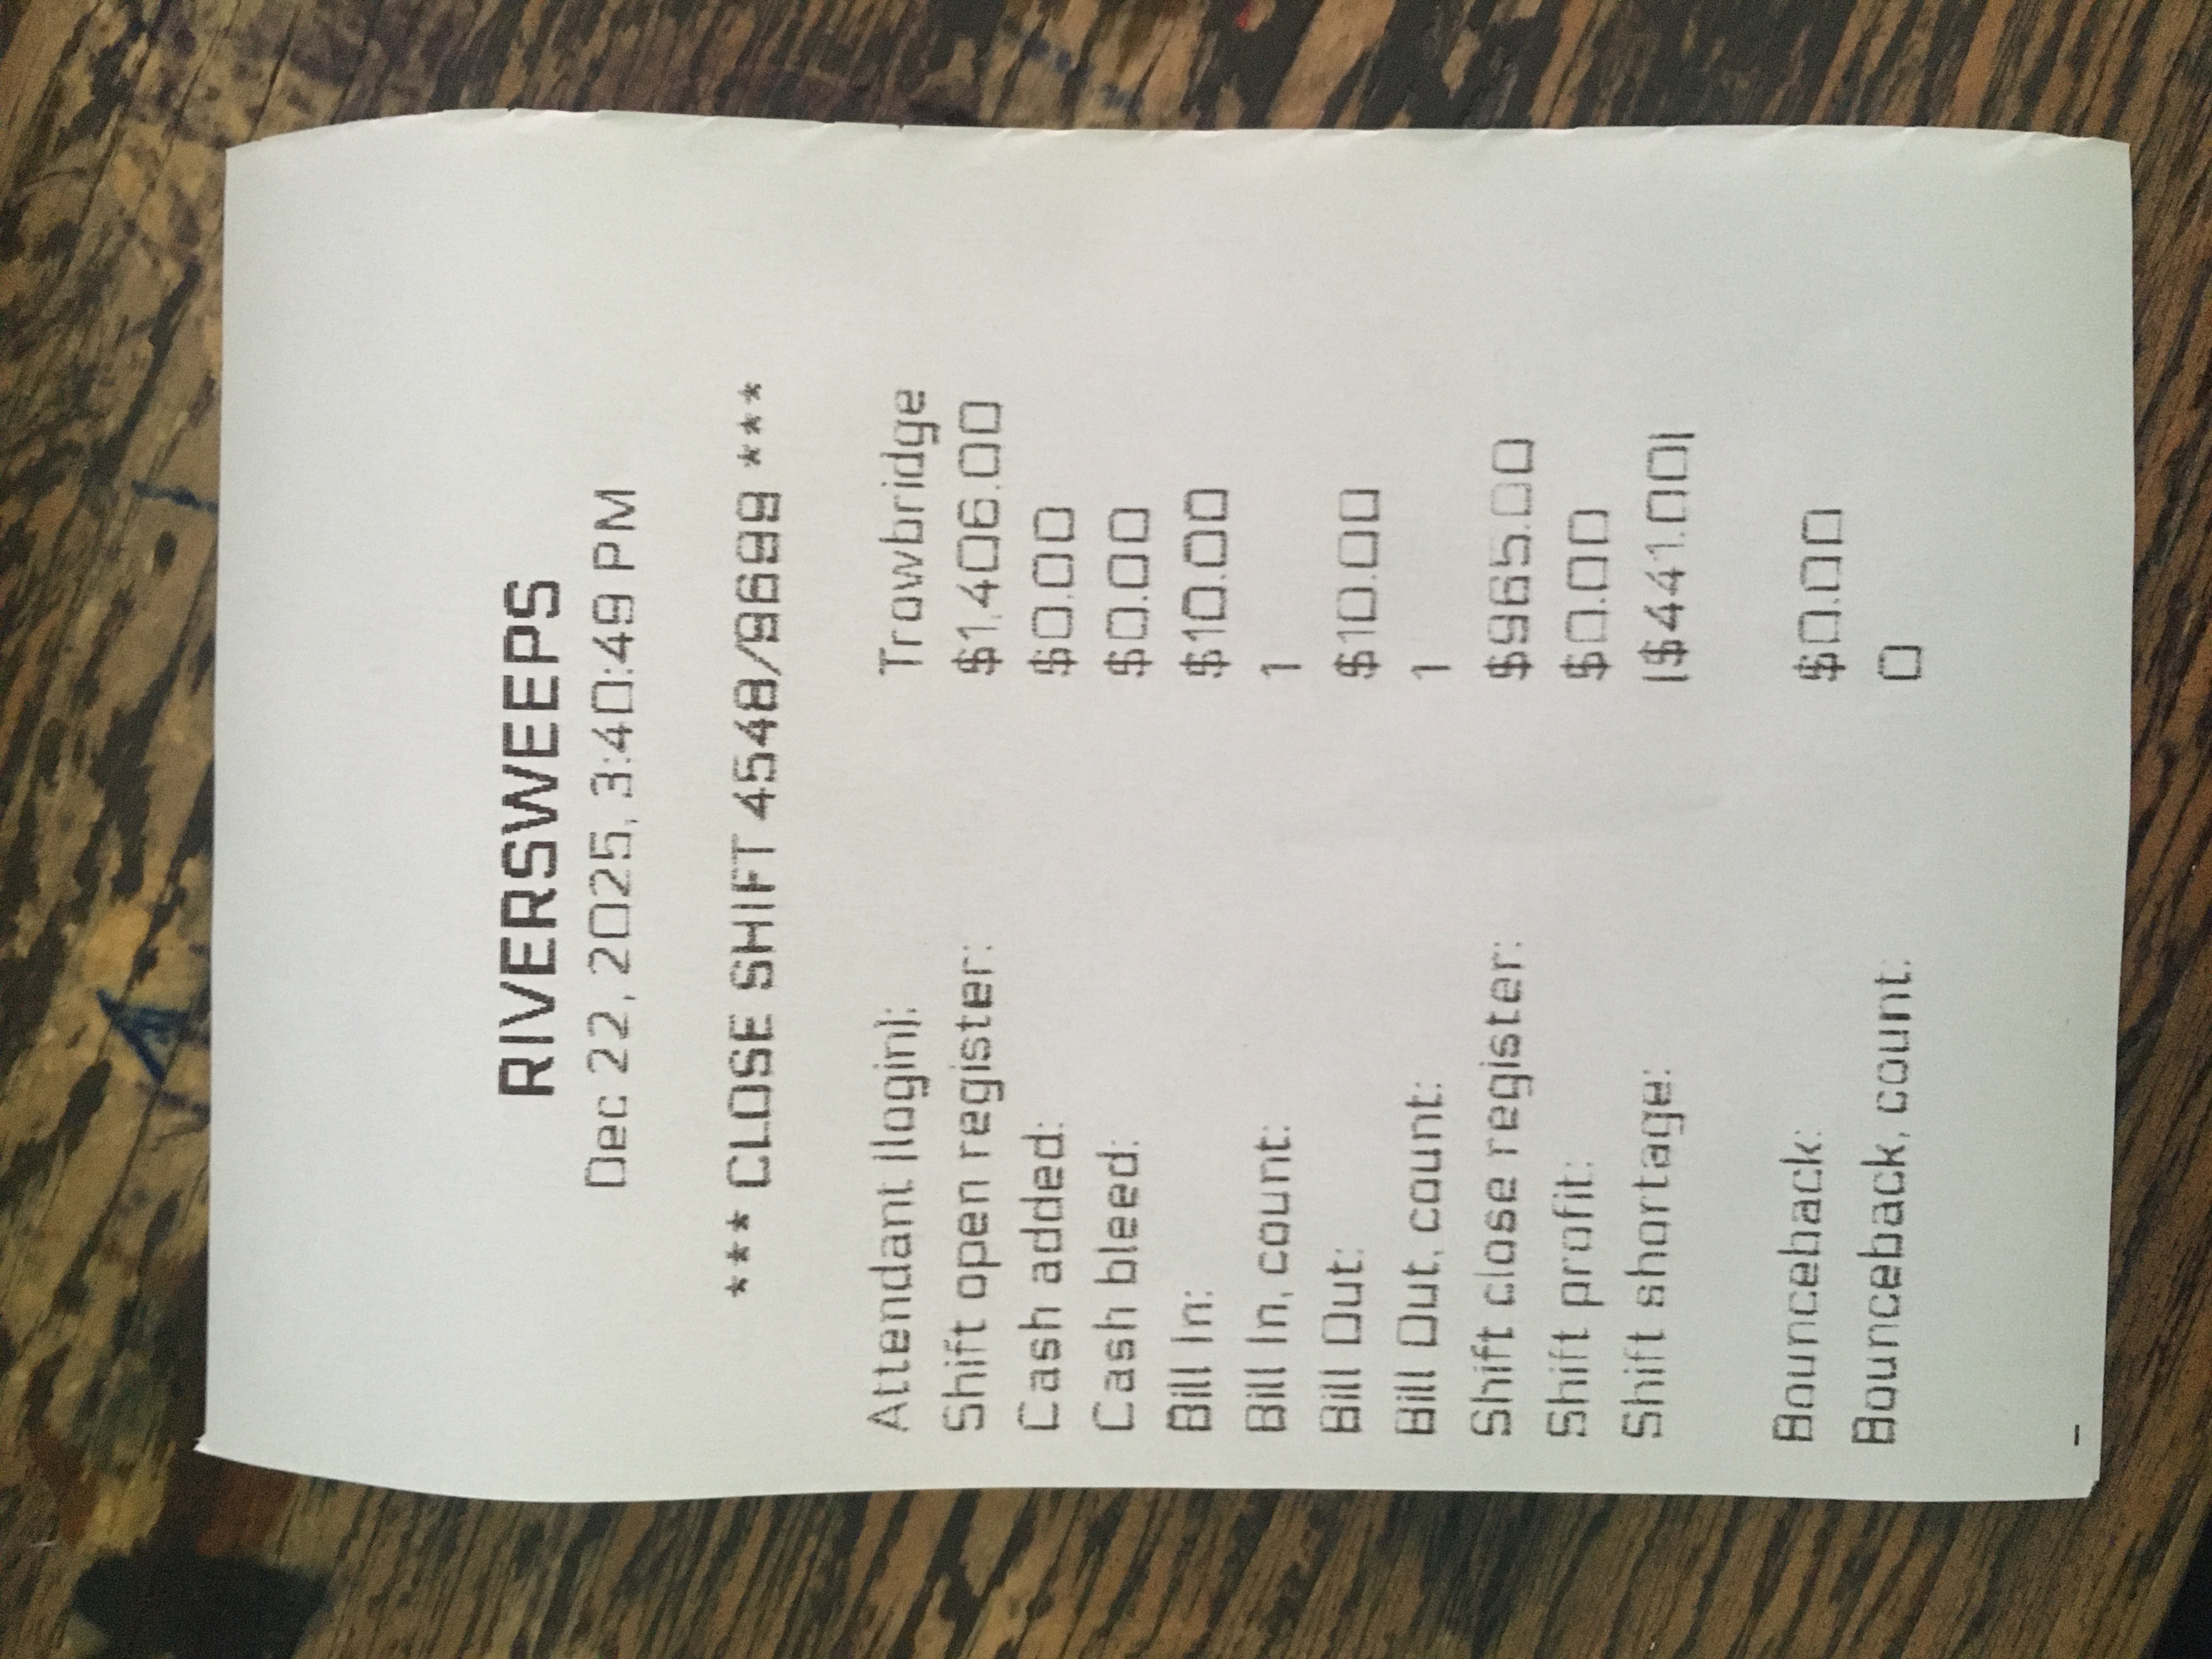 RIVERSWEEPS
Dec 22, 2025, 3:40:49 PM
*** CLOSE SHIFT 4548/9699 ***
Attendant (login): Trowbridge
Shift open register: $1,406.00
Cash added: $0.00
Cash bleed: $0.00
Bill In: $10.00
Bill In, count: 1
Bill Out: $10.00
Bill Out, count: 1
Shift close register: $965.00
Shift profit: $0.00
Shift shortage: ($441.00)
Bounceback: $0.00
Bounceback, count: 0